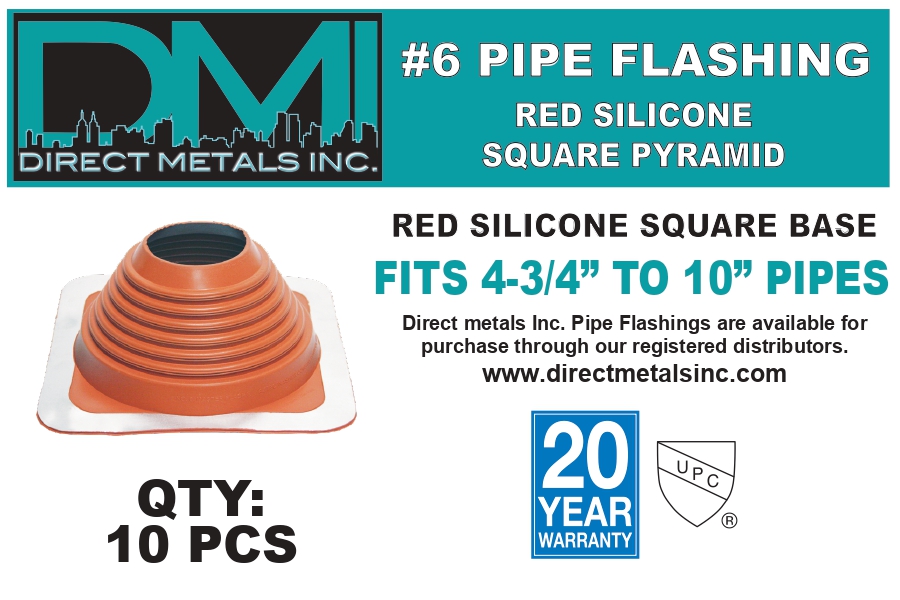 DMI
DIRECT METALS INC.
#6 PIPE FLASHING
RED SILICONE
SQUARE PYRAMID
RED SILICONE SQUARE BASE
FITS 4-3/4” TO 10” PIPES
Direct metals Inc. Pipe Flashings are available for
purchase through our registered distributors.
www.directmetalsinc.com
QTY:
10 PCS
20
YEAR
WARRANTY
UPC
®